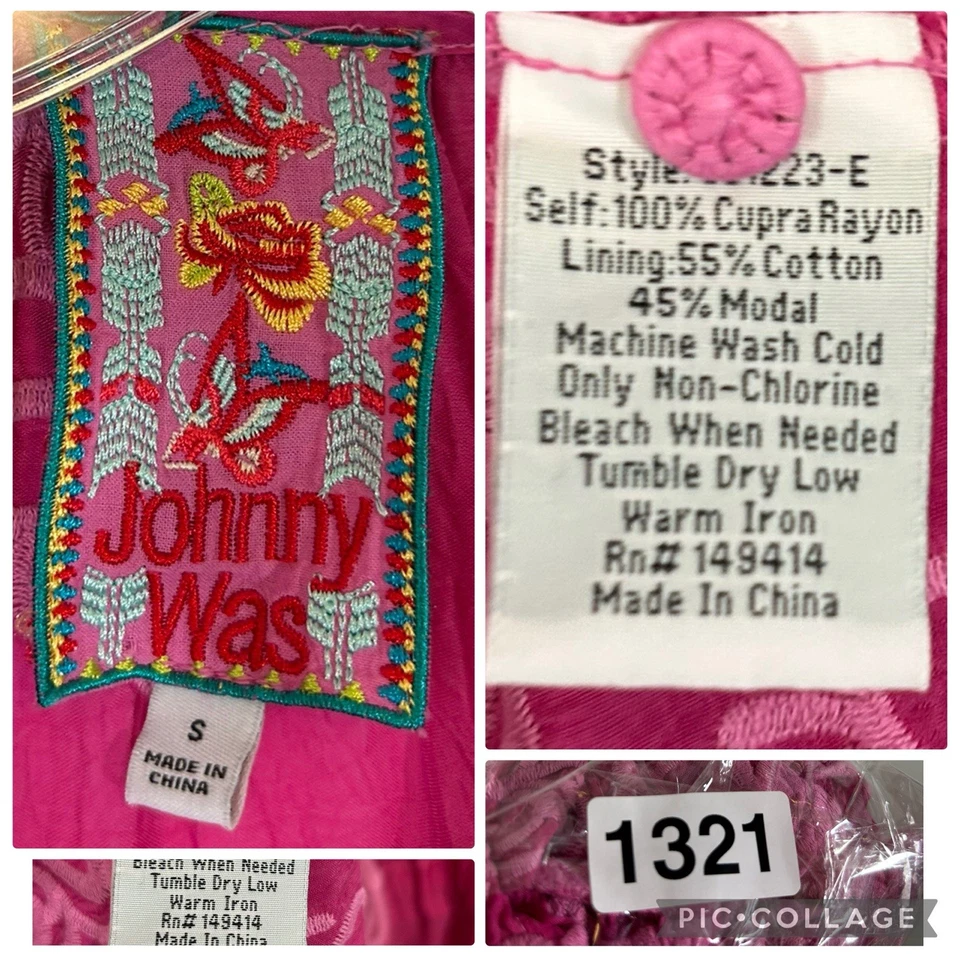 Johnny
Was
S
MADE IN
CHINA
Style: 223-E
Self:100% Cupra Rayon
Lining:55% Cotton
45% Modal
Machine Wash Cold
Only Non-Chlorine
Bleach When Needed
Tumble Dry Low
Warm Iron
Rn# 149414
Made In China
Bleach When Needed
Tumble Dry Low
Warm Iron
Rn# 149414
Made In China
1321
PIC•COLLAGE